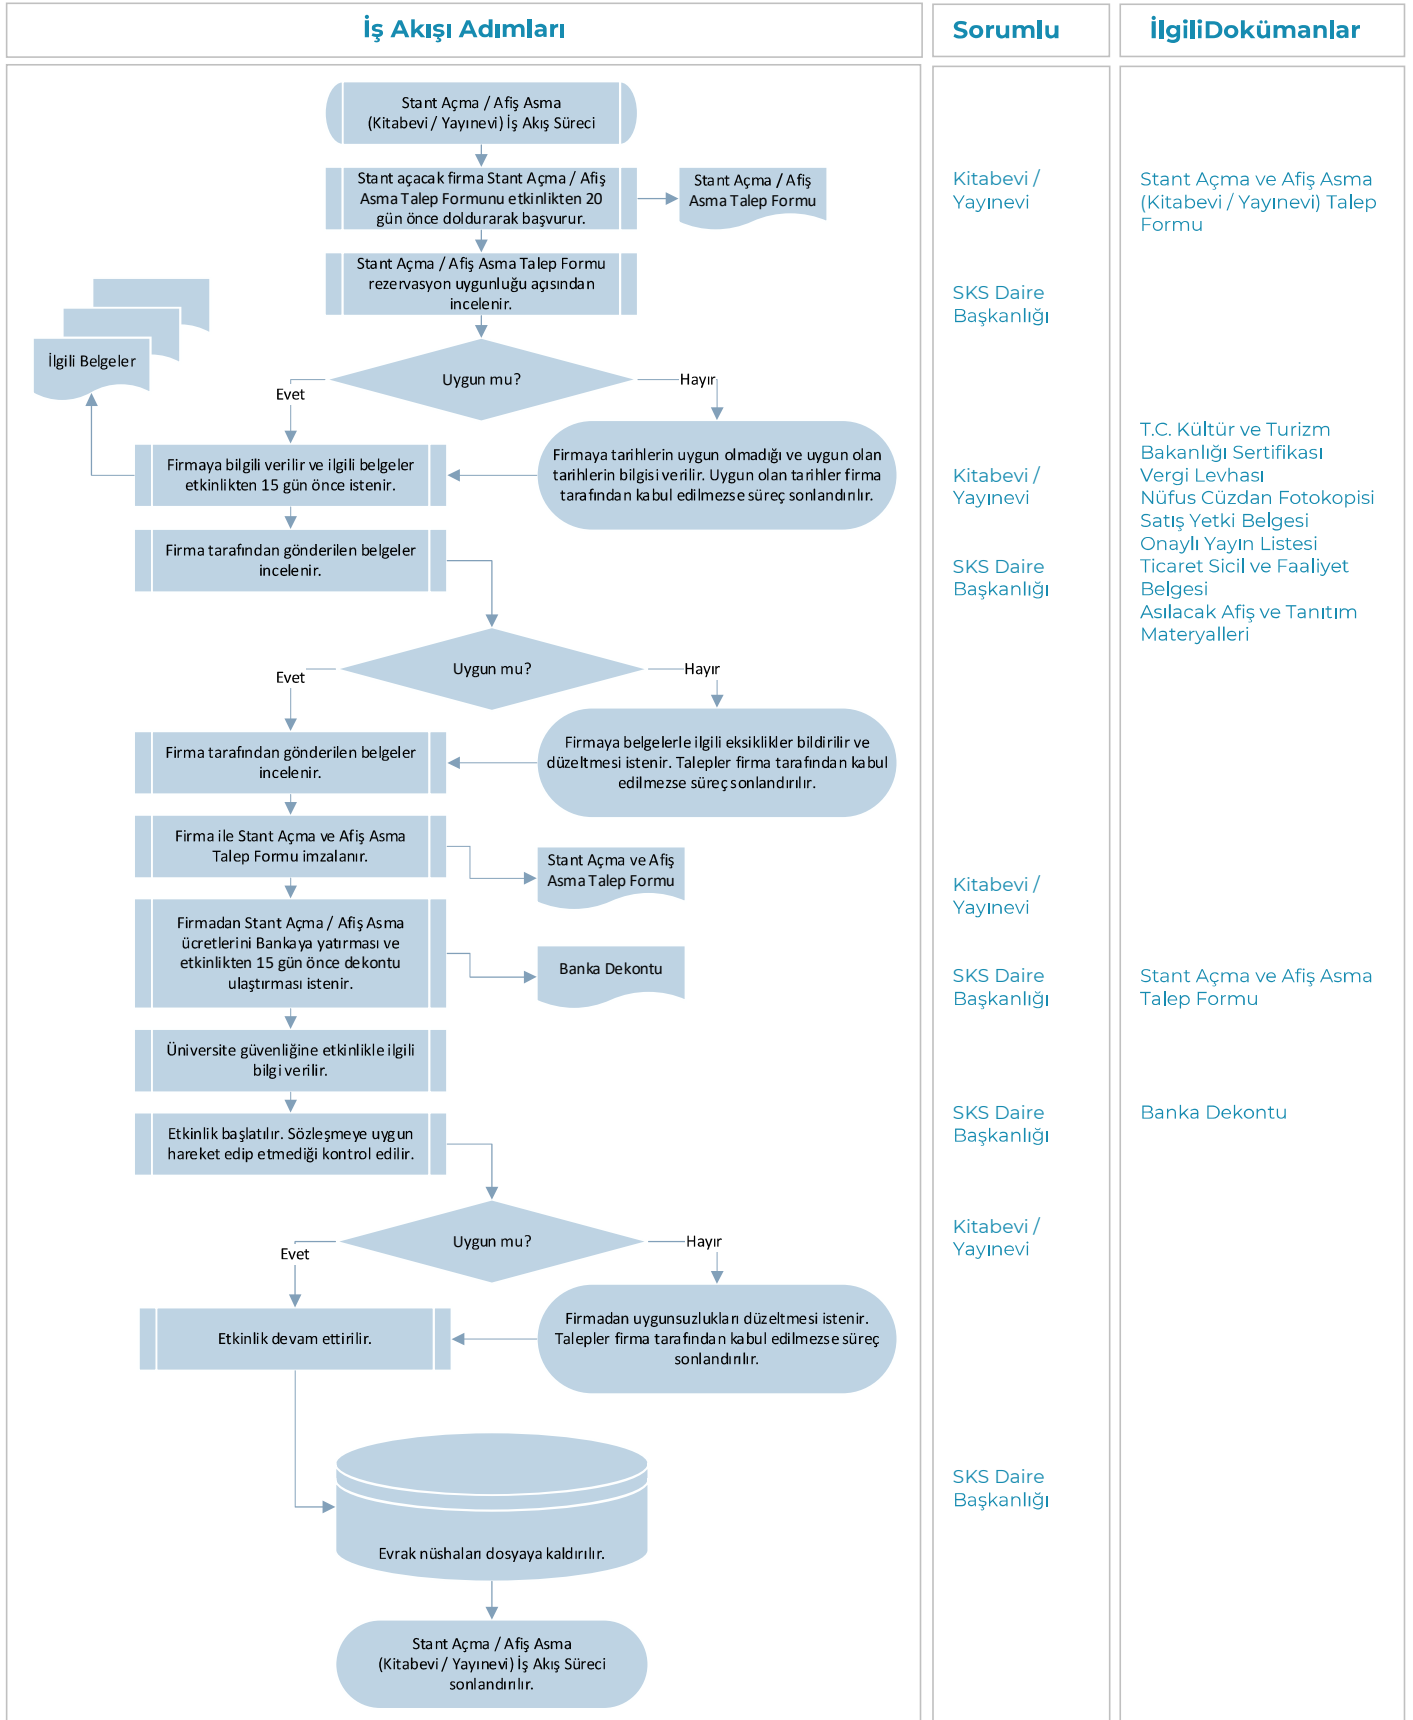 İş Akışı Adımları
Sorumlu
İlgiliDokümanlar
Stant Açma / Afiş Asma
(Kitabevi / Yayınevi) İş Akış Süreci
Stant açacak firma Stant Açma / Afiş
Asma Talep Formunu etkinlikten 20
gün önce doldurarak başvurur.
Stant Açma / Afiş
Asma Talep Formu
Stant Açma / Afiş Asma Talep Formu
rezervasyon uygunluğu açısından
incelenir.
İlgili Belgeler
Uygun mu?
Evet
Hayır
Firmaya bilgili verilir ve ilgili belgeler
etkinlikten 15 gün önce istenir.
Firmaya tarihlerin uygun olmadığı ve uygun olan
tarihlerin bilgisi verilir. Uygun olan tarihler firma
tarafından kabul edilmezse süreç sonlandırılır.
Firma tarafından gönderilen belgeler
incelenir.
Uygun mu?
Evet
Hayır
Firma tarafından gönderilen belgeler
incelenir.
Firmaya belgelerle ilgili eksiklikler bildirilir ve
düzeltmesi istenir. Talepler firma tarafından kabul
edilmezse süreç sonlandırılır.
Firma ile Stant Açma ve Afiş Asma
Talep Formu imzalanır.
Stant Açma ve Afiş
Asma Talep Formu
Firmadan Stant Açma / Afiş Asma
ücretlerini Bankaya yatırması ve
etkinlikten 15 gün önce dekontu
ulaştırması istenir.
Banka Dekontu
Üniversite güvenliğine etkinlikle ilgili
bilgi verilir.
Etkinlik başlatılır. Sözleşmeye uygun
hareket edip etmediği kontrol edilir.
Uygun mu?
Evet
Hayır
Etkinlik devam ettirilir.
Firmadan uygunsuzlukları düzeltmesi istenir.
Talepler firma tarafından kabul edilmezse süreç
sonlandırılır.
Evrak nüshaları dosyaya kaldırılır.
Stant Açma / Afiş Asma
(Kitabevi / Yayınevi) İş Akış Süreci
sonlandırılır.
Kitabevi /
Yayınevi
SKS Daire
Başkanlığı
Kitabevi /
Yayınevi
SKS Daire
Başkanlığı
Kitabevi /
Yayınevi
SKS Daire
Başkanlığı
SKS Daire
Başkanlığı
Kitabevi /
Yayınevi
SKS Daire
Başkanlığı
Stant Açma ve Afiş Asma
(Kitabevi / Yayınevi) Talep
Formu
T.C. Kültür ve Turizm
Bakanlığı Sertifikası
Vergi Levhası
Nüfus Cüzdan Fotokopisi
Satış Yetki Belgesi
Onaylı Yayın Listesi
Ticaret Sicil ve Faaliyet
Belgesi
Asılacak Afiş ve Tanıtım
Materyalleri
Stant Açma ve Afiş Asma
Talep Formu
Banka Dekontu